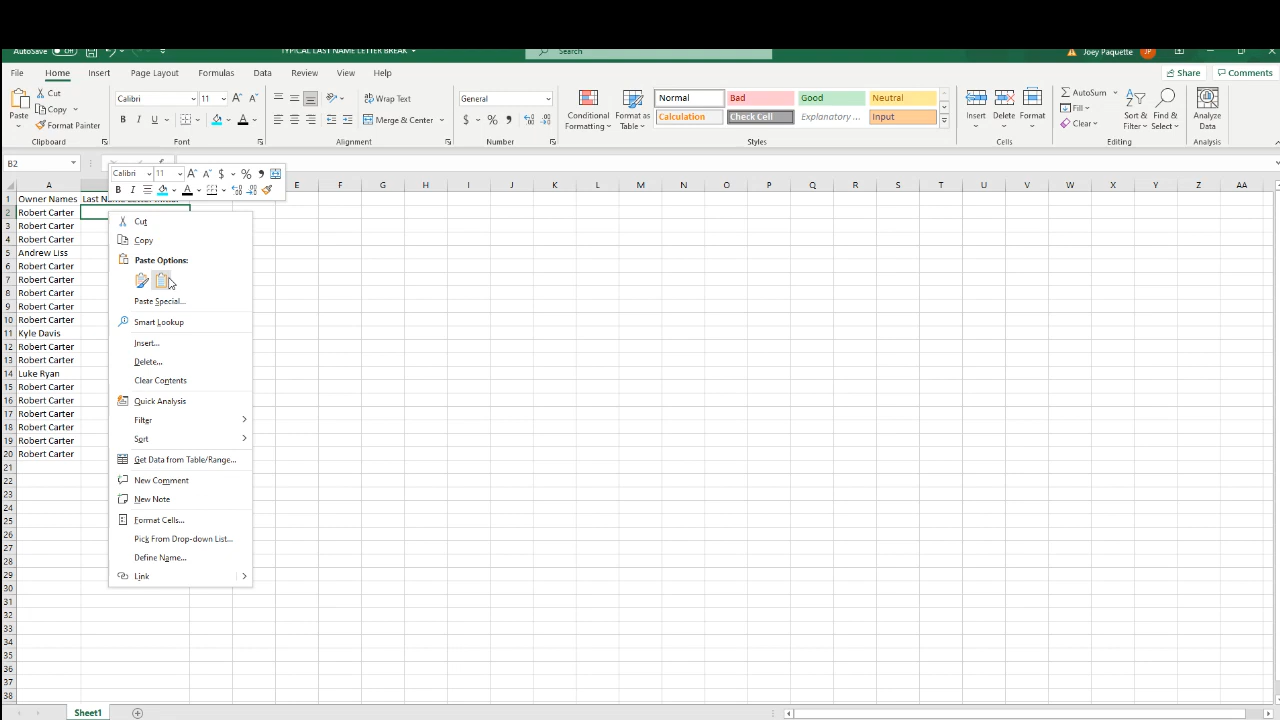 AutoSave Off TYPICAL LAST NAME LETTER BREAK Search Joey Paquette JP
File Home Insert Page Layout Formulas Data Review View Help Share Comments
Paste Cut Copy Format Painter
Calibri 11 A A Wrap Text General
B I U A Merge & Center $ % 9
Conditional Formatting Format as Table
Normal Bad Good Neutral
Calculation Check Cell Explanatory ... Input
Insert Delete Format
AutoSum Fill Clear Sort & Filter Find & Select Analyze Data
Clipboard Font Alignment Number Styles Cells Editing Analysis
B2
Calibri 11 A A $ % 9
B I A
A E F G H I J K L M N O P Q T U V W X Y Z AA
1 Owner Names Last Name Letter Initial
2 Robert Carter
3 Robert Carter
4 Robert Carter
5 Andrew Liss
6 Robert Carter
7 Robert Carter
8 Robert Carter
9 Robert Carter
10 Robert Carter
11 Kyle Davis
12 Robert Carter
13 Robert Carter
14 Luke Ryan
15 Robert Carter
16 Robert Carter
17 Robert Carter
18 Robert Carter
19 Robert Carter
20 Robert Carter
21
22
23
24
25
26
27
28
29
30
31
32
33
34
35
36
37
38
Cut
Copy
Paste Options:
Paste Special...
Smart Lookup
Insert...
Delete...
Clear Contents
Quick Analysis
Filter
Sort
Get Data from Table/Range...
New Comment
New Note
Format Cells...
Pick From Drop-down List...
Define Name...
Link
Sheet1